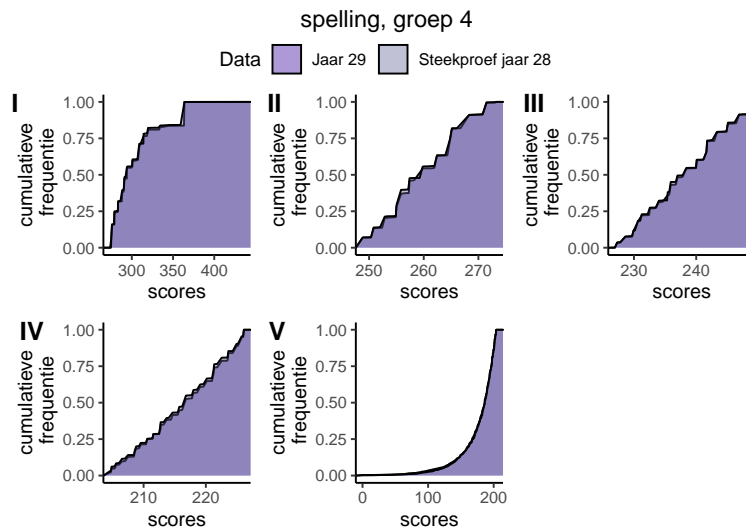 spelling, groep 4
Data Jaar 29 Steekproef jaar 28
I
II
III
cumulatieve
frequentie
1.00
0.75
0.50
0.25
0.00
300 350 400
scores
cumulatieve
frequentie
1.00
0.75
0.50
0.25
0.00
250 260 270
scores
cumulatieve
frequentie
1.00
0.75
0.50
0.25
0.00
230 240
scores
IV
V
cumulatieve
frequentie
1.00
0.75
0.50
0.25
0.00
210 220
scores
cumulatieve
frequentie
1.00
0.75
0.50
0.25
0.00
0 100 200
scores